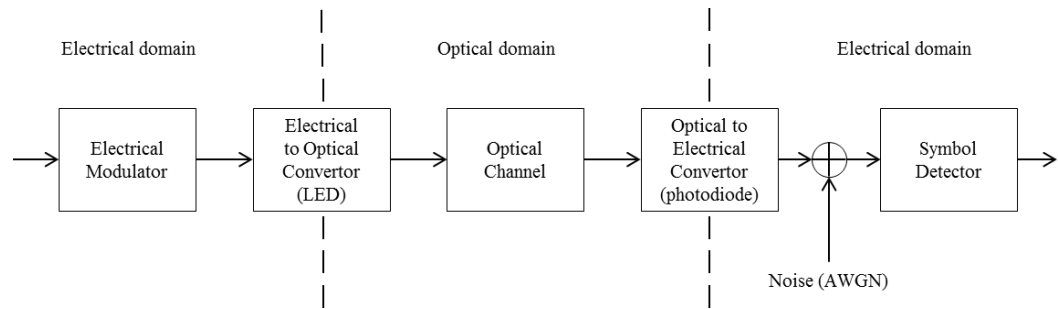 Electrical domain
Optical domain
Electrical domain
Electrical
Modulator
Electrical
to Optical
Convertor
(LED)
Optical
Channel
Optical to
Electrical
Convertor
(photodiode)
Symbol
Detector
Noise (AWGN)